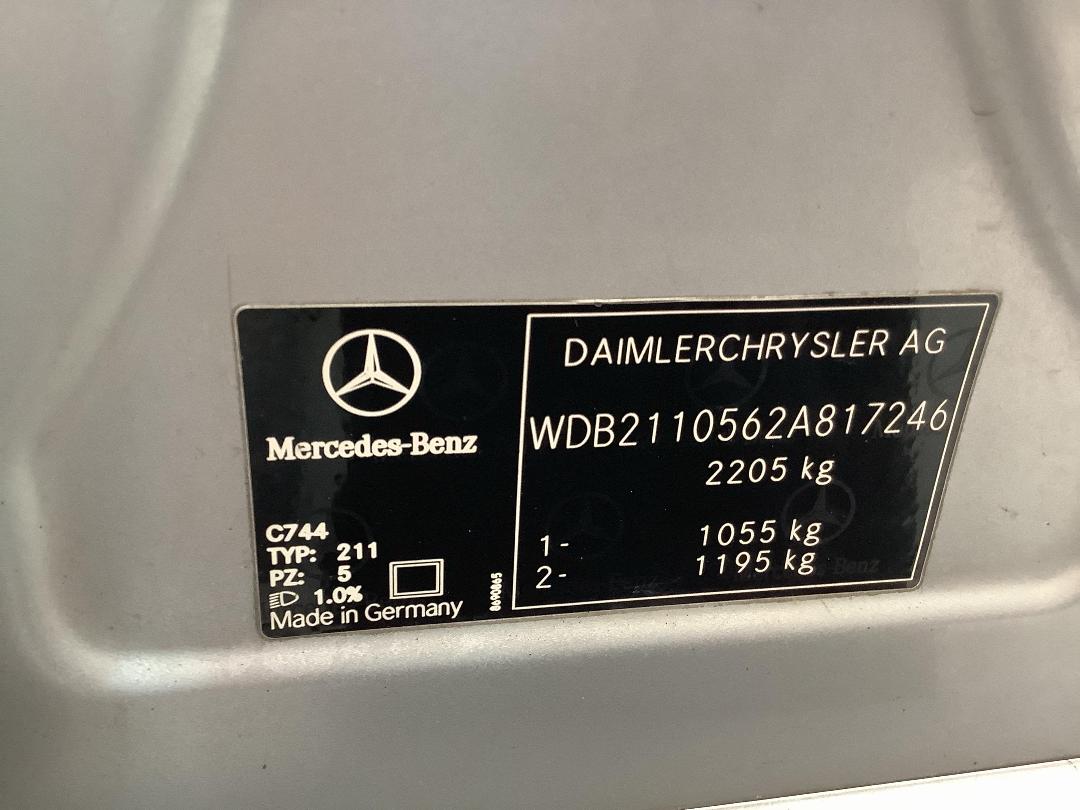 Mercedes-Benz
C744
TYP: 211
PZ: 5
1.0%
Made in Germany
8690865
DAIMLERCHRYSLER AG
WDB2110562A817246
2205 kg
1- 1055 kg
2- 1195 kg